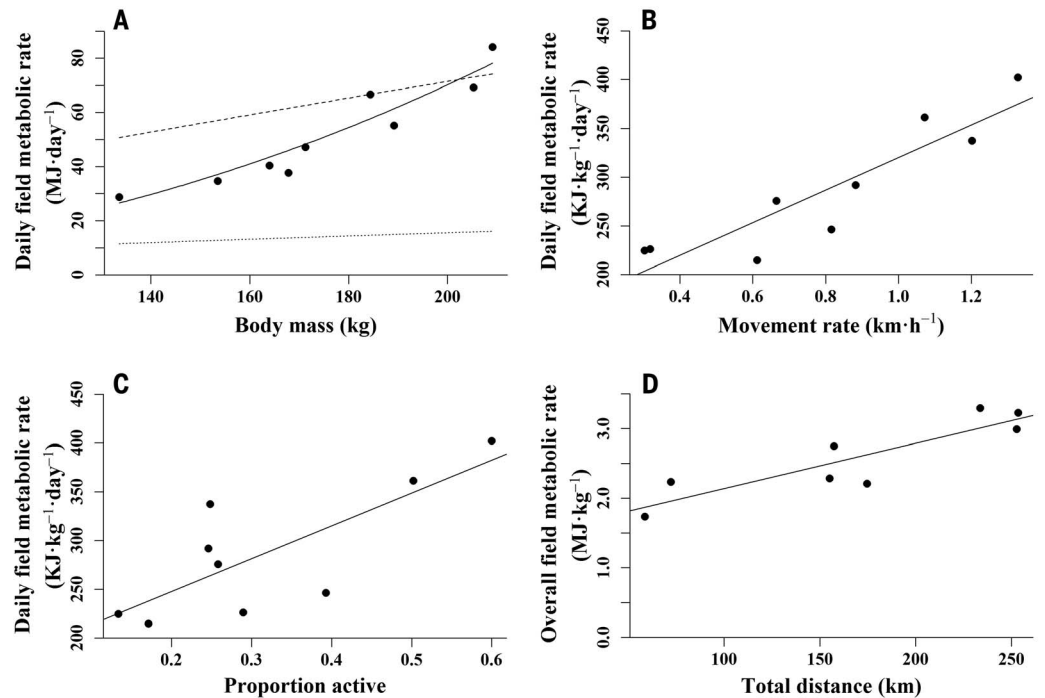 A
Daily field metabolic rate
(MJ·day⁻¹)
0 20 40 60 80
140 160 180 200
Body mass (kg)
B
Daily field metabolic rate
(KJ·kg⁻¹·day⁻¹)
200 250 300 350 400 450
0.4 0.6 0.8 1.0 1.2
Movement rate (km·h⁻¹)
C
Daily field metabolic rate
(KJ·kg⁻¹·day⁻¹)
200 250 300 350 400 450
0.2 0.3 0.4 0.5 0.6
Proportion active
D
Overall field metabolic rate
(MJ·kg⁻¹)
0.0 1.0 2.0 3.0
100 150 200 250
Total distance (km)